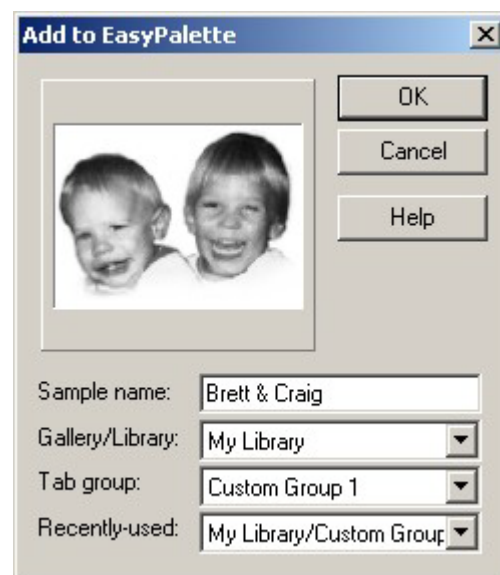 Add to EasyPalette
OK
Cancel
Help
Sample name: Brett & Craig
Gallery/Library: My Library
Tab group: Custom Group 1
Recently-used: My Library/Custom Group